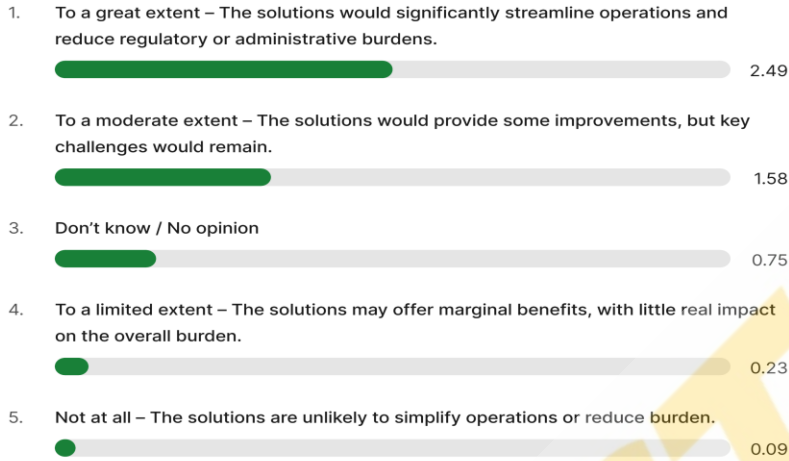 1. To a great extent – The solutions would significantly streamline operations and
reduce regulatory or administrative burdens.
2.49
2. To a moderate extent – The solutions would provide some improvements, but key
challenges would remain.
1.58
3. Don’t know / No opinion
0.75
4. To a limited extent – The solutions may offer marginal benefits, with little real impact
on the overall burden.
0.23
5. Not at all – The solutions are unlikely to simplify operations or reduce burden.
0.09